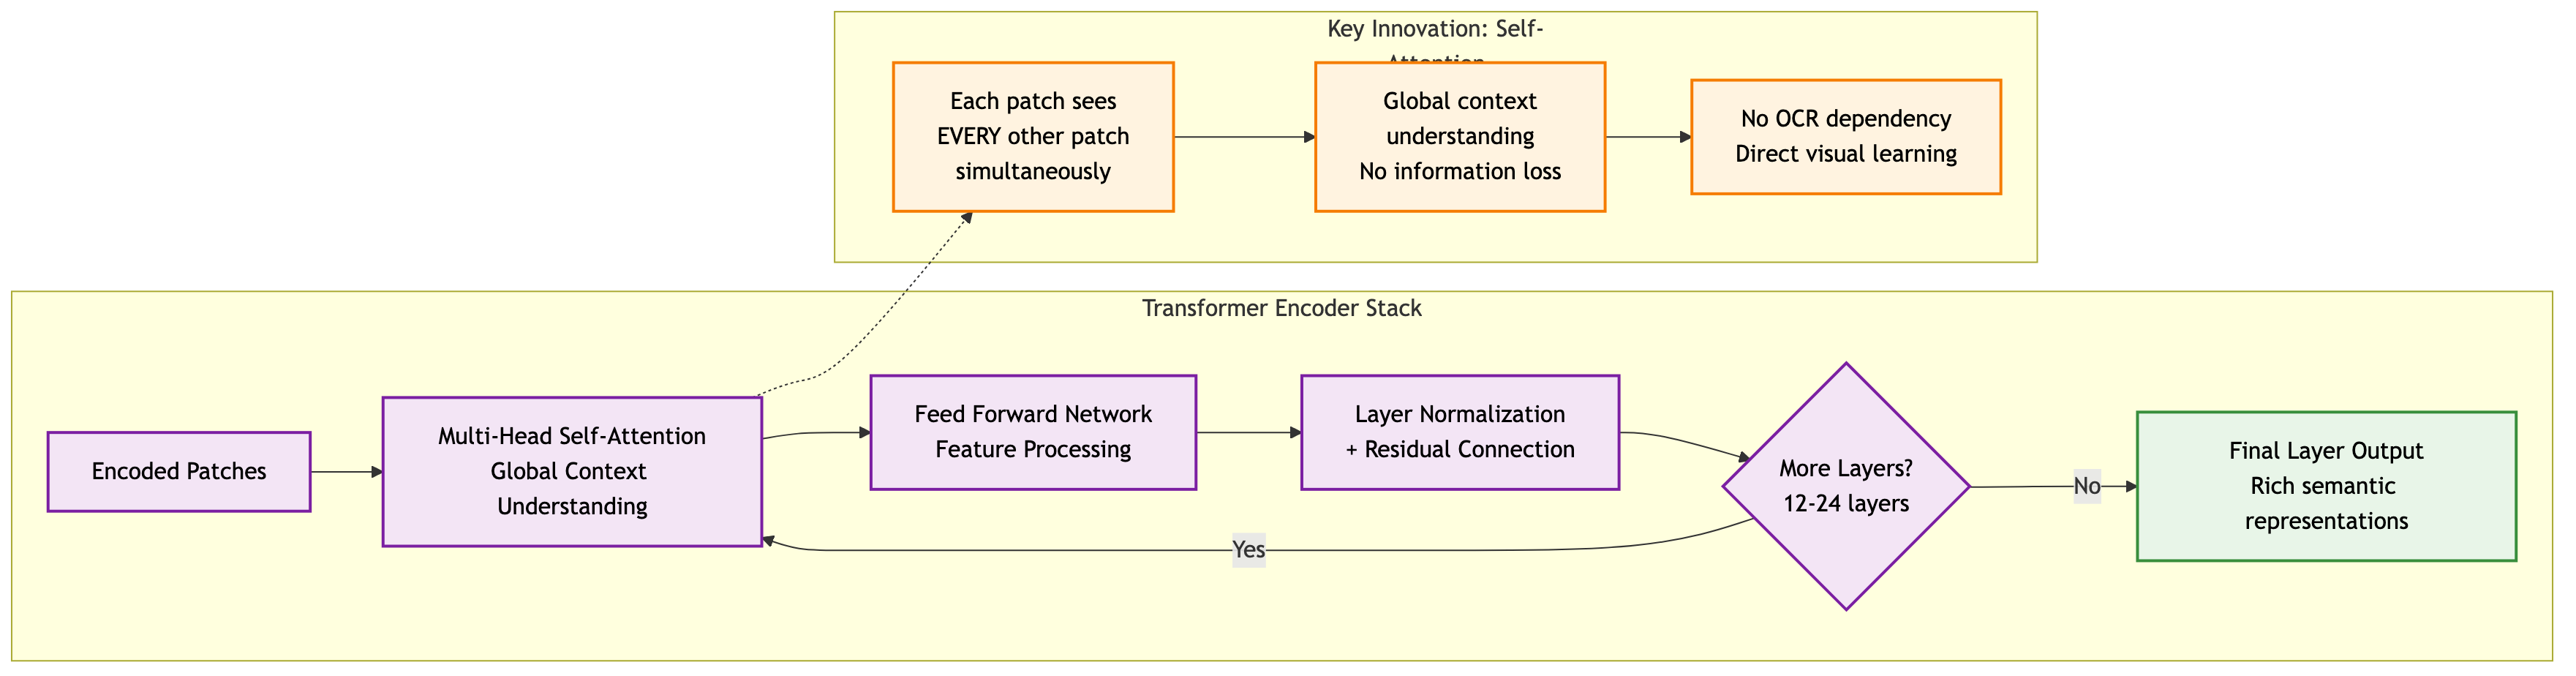 Key Innovation: Self-
Attention
Each patch sees
EVERY other patch
simultaneously
Global context
understanding
No information loss
No OCR dependency
Direct visual learning
Transformer Encoder Stack
Encoded Patches
Multi-Head Self-Attention
Global Context
Understanding
Feed Forward Network
Feature Processing
Layer Normalization
+ Residual Connection
More Layers?
12-24 layers
No
Yes
Final Layer Output
Rich semantic
representations